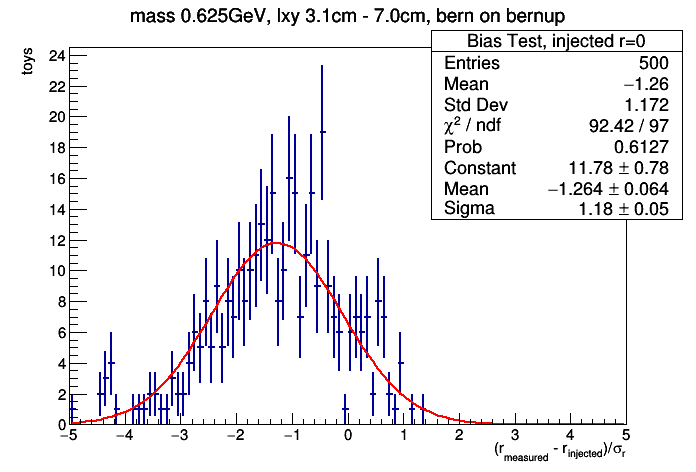 mass 0.625GeV, lxy 3.1cm - 7.0cm, bern on bernup
Bias Test, injected r=0
Entries 500
Mean −1.26
Std Dev 1.172
χ² / ndf 92.42 / 97
Prob 0.6127
Constant 11.78 ± 0.78
Mean −1.264 ± 0.064
Sigma 1.18 ± 0.05
toys
24
22
20
18
16
14
12
10
8
6
4
2
0
−5 −4 −3 −2 −1 0 1 2 3 4 5
(r_measured - r_injected)/σ_r